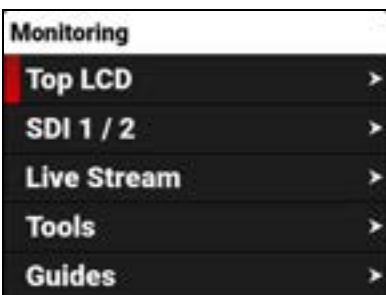 Monitoring
Top LCD
SDI 1 / 2
Live Stream
Tools
Guides